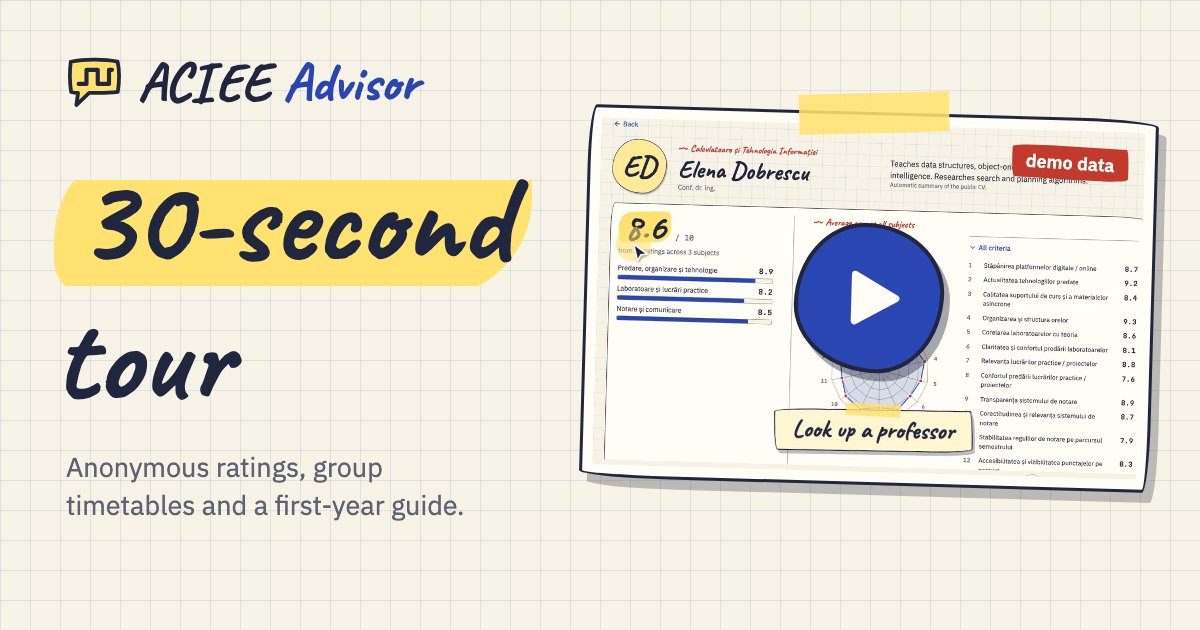 ACIEE Advisor
30-second
tour
Anonymous ratings, group
timetables and a first-year guide.
← Back
ED
Calculatoare și Tehnologia Informației
Elena Dobrescu
Conf. dr. ing.
Teaches data structures, object-ori
intelligence. Researches search and planning algorithms.
Automatic summary of the public CV.
demo data
8.6 / 10
from ratings across 3 subjects
Predare, organizare și tehnologie 8.9
Laboratoare și lucrări practice 8.2
Notare și comunicare 8.5
Average all subjects
11
10
4
5
6
Look up a professor
All criteria
1 Stăpânirea platformelor digitale / online 8.7
2 Actualitatea tehnologiilor predate 9.2
3 Calitatea suportului de curs și a materialelor 8.4
asincrone
4 Organizarea și structura orelor 9.3
5 Corelarea laboratoarelor cu teoria 8.6
6 Claritatea și confortul predării laboratoarelor 8.1
7 Relevanța lucrărilor practice / proiectelor 8.8
8 Confortul predării lucrărilor practice / 7.6
proiectelor
9 Transparența sistemului de notare 8.9
Corectitudinea și relevanța sistemului de 8.7
notare
Stabilitatea regulilor de notare pe parcursul 7.9
semestrului
12 Accesibilitatea și vizibilitatea punctajelor pe 8.3